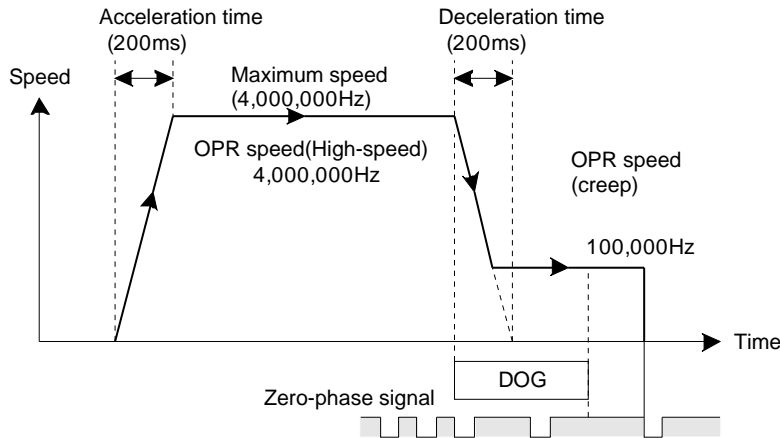 Acceleration time
(200ms)
Deceleration time
(200ms)
Speed
Maximum speed
(4,000,000Hz)
OPR speed(High-speed)
4,000,000Hz
OPR speed
(creep)
100,000Hz
Time
DOG
Zero-phase signal